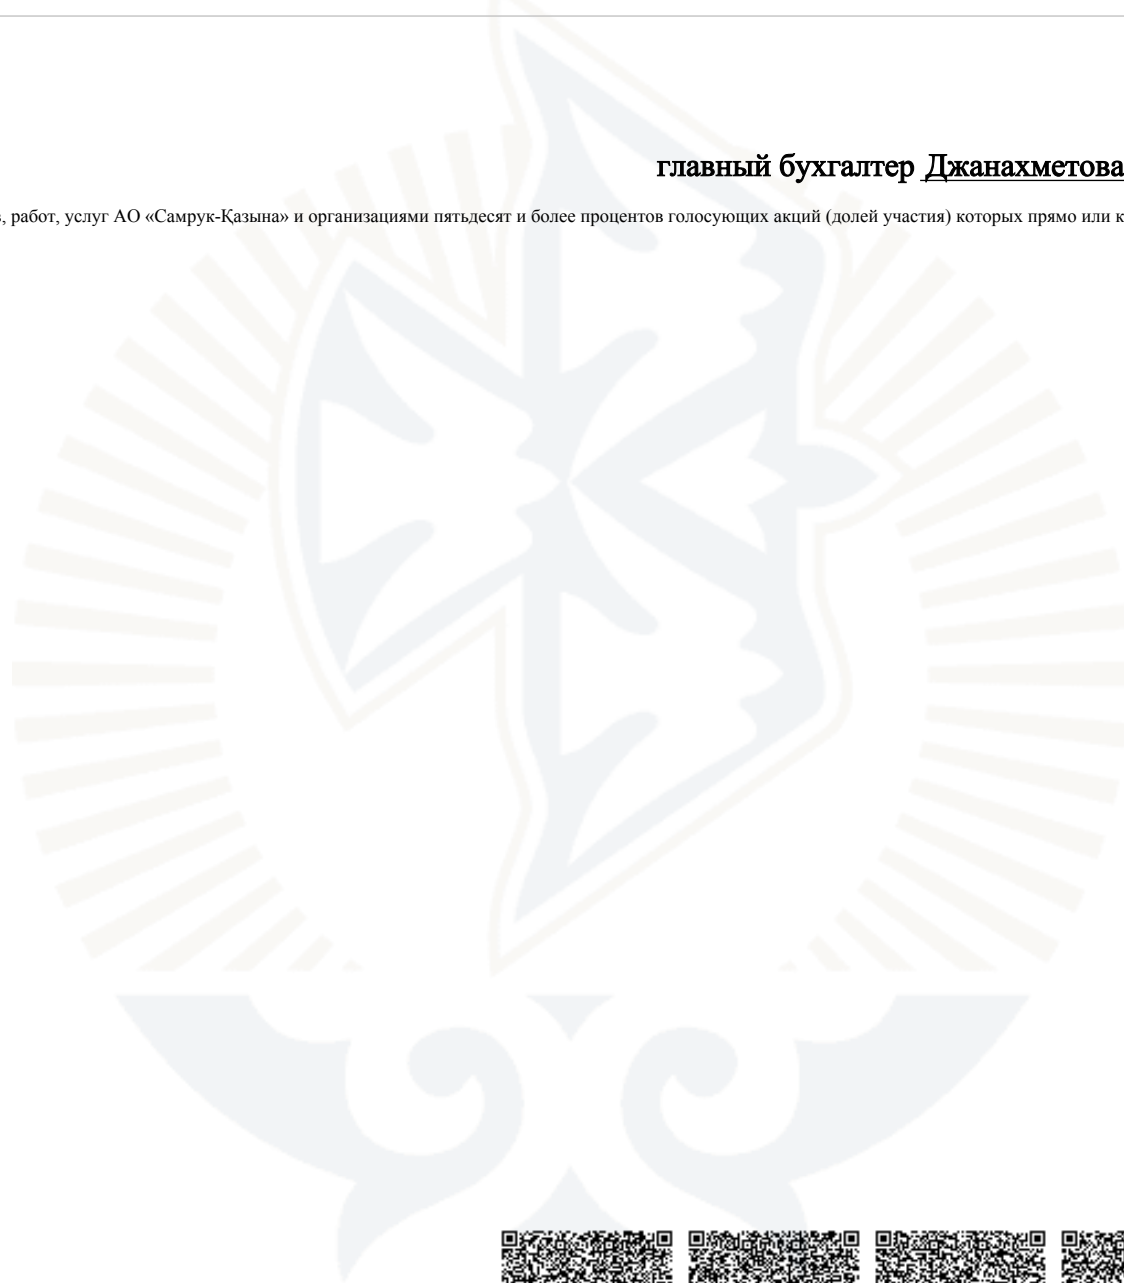 главный бухгалтер Джанахметова
, работ, услуг АО «Самрук-Қазына» и организациями пятьдесят и более процентов голосующих акций (долей участия) которых прямо или к